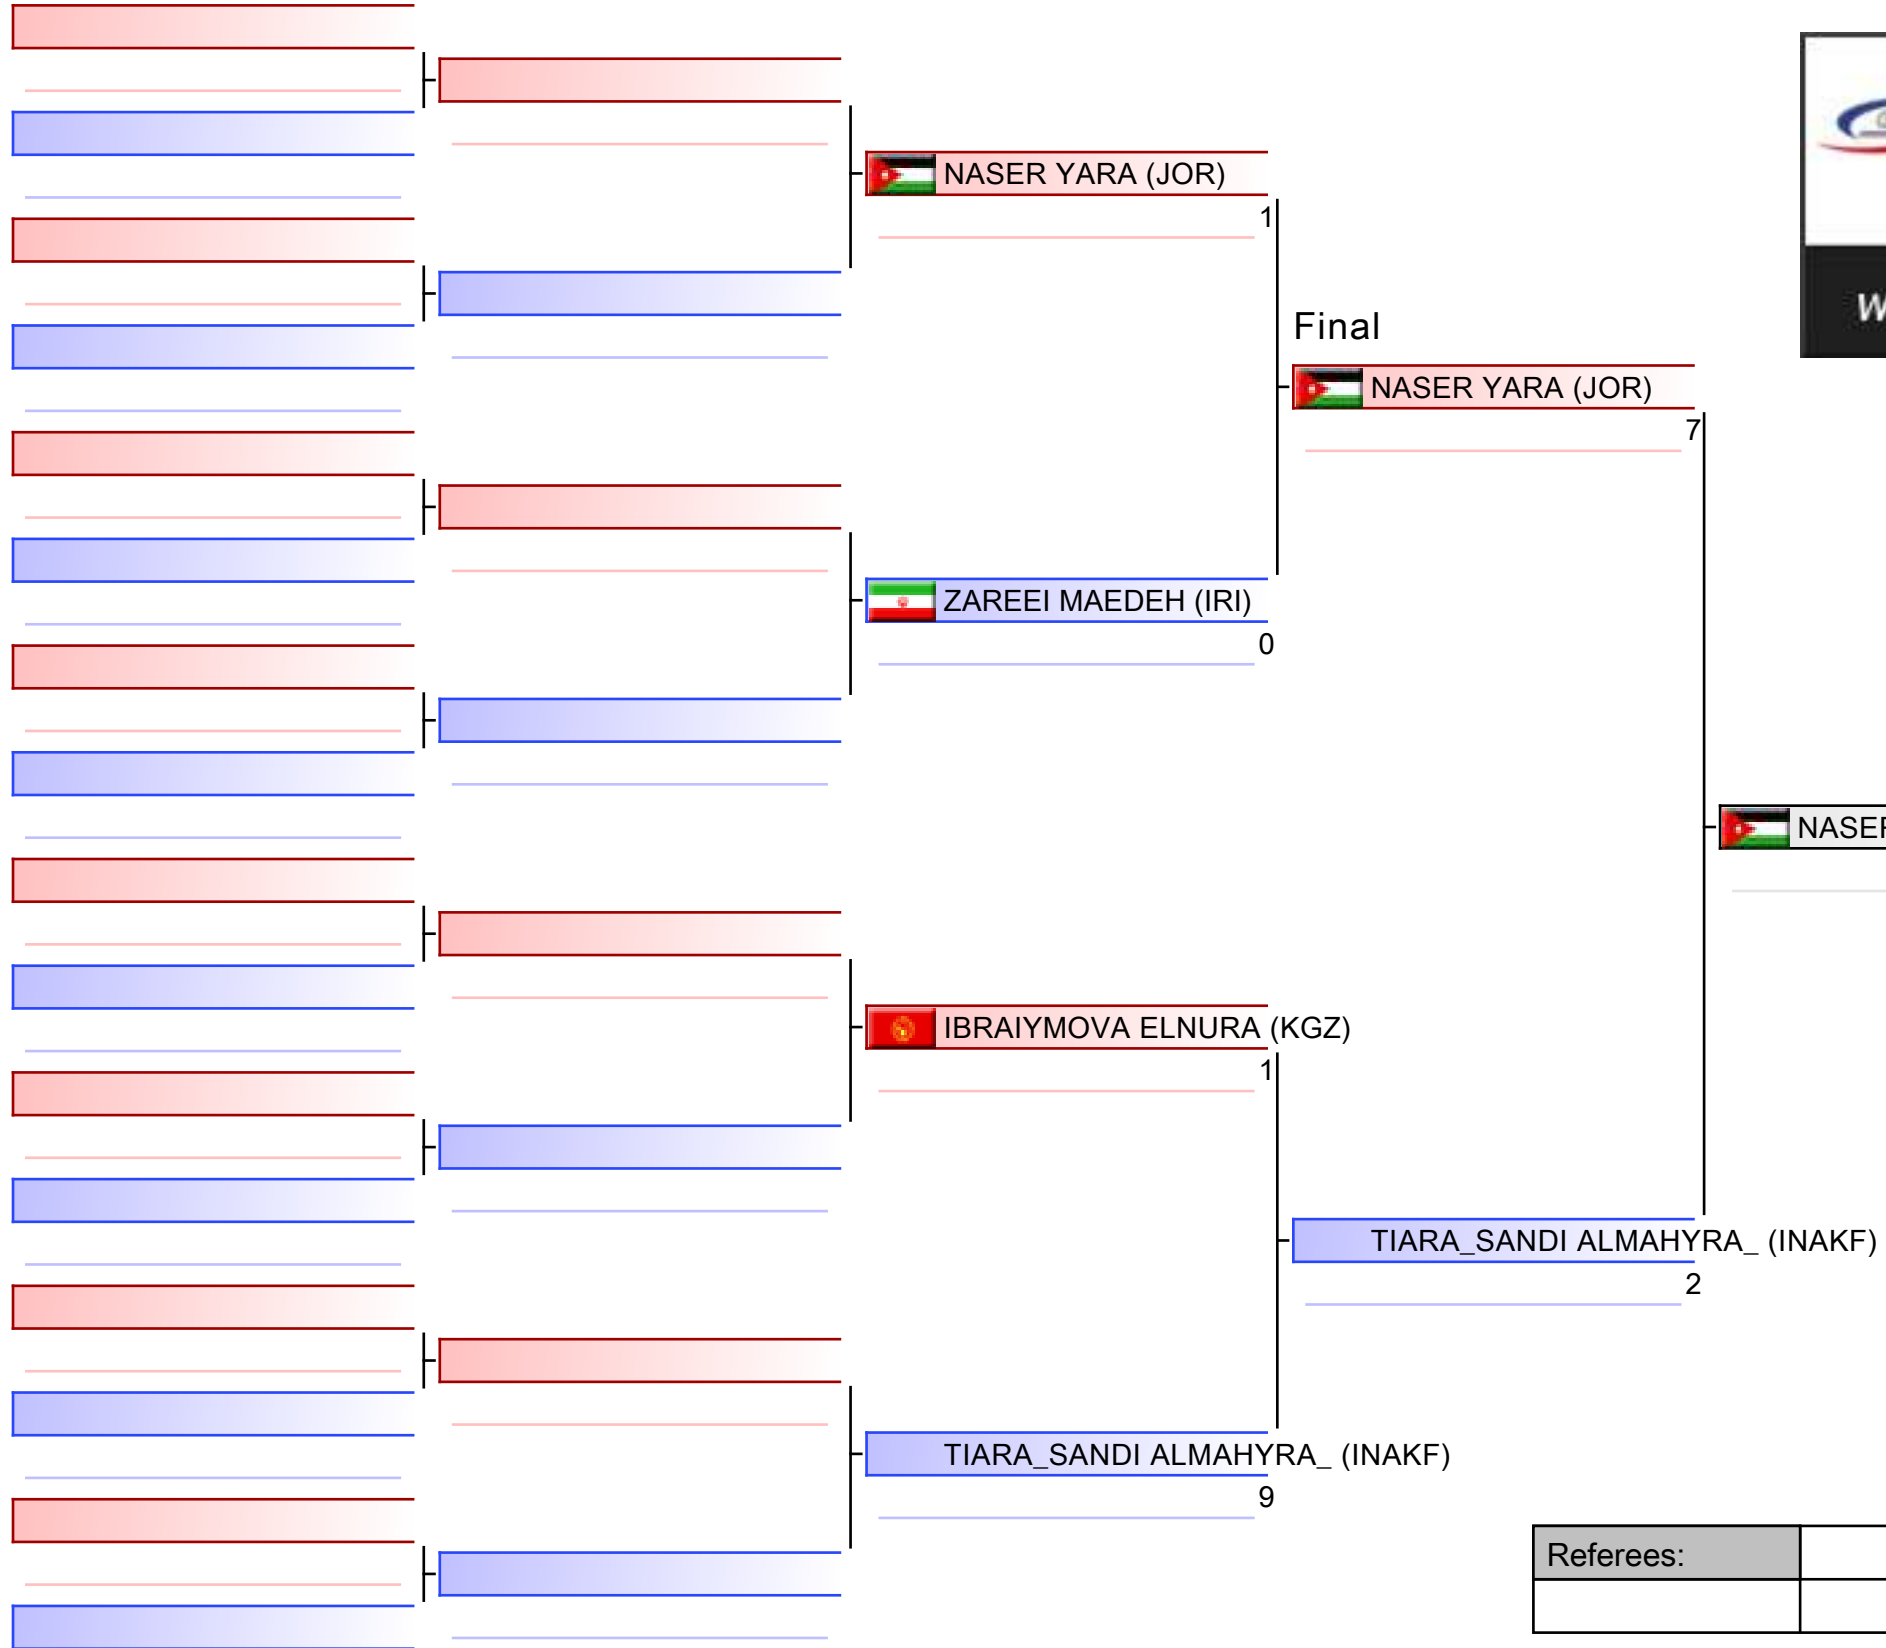 NASER YARA (JOR)
1
Final
NASER YARA (JOR)
7
ZAREEI MAEDEH (IRI)
0
NASER
IBRAIYMOVA ELNURA (KGZ)
1
TIARA_SANDI ALMAHYRA_ (INAKF)
2
TIARA_SANDI ALMAHYRA_ (INAKF)
9
Referees: